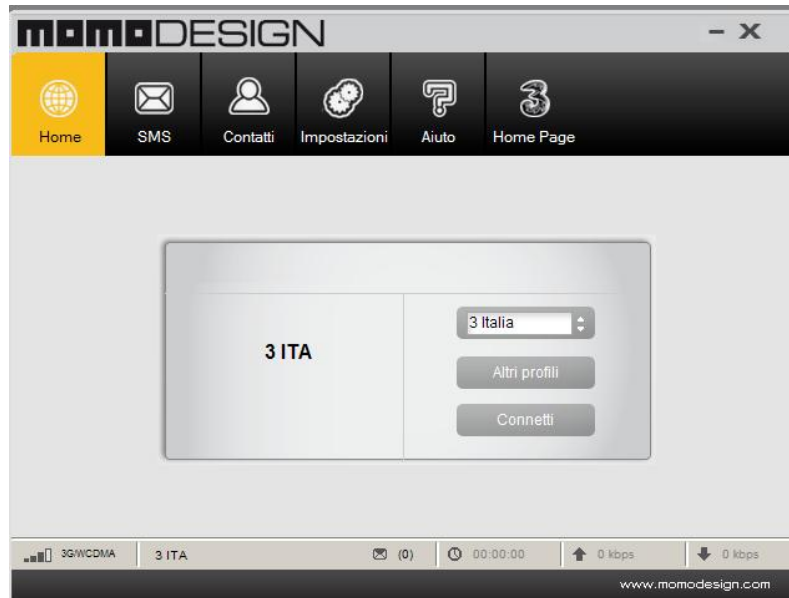 momoDESIGN
Home SMS Contatti Impostazioni Aiuto Home Page
3 Italia
3 ITA
Altri profili
Connetti
3G/WCDMA 3 ITA (0) 00:00:00 0 kbps 0 kbps
www.momodesign.com